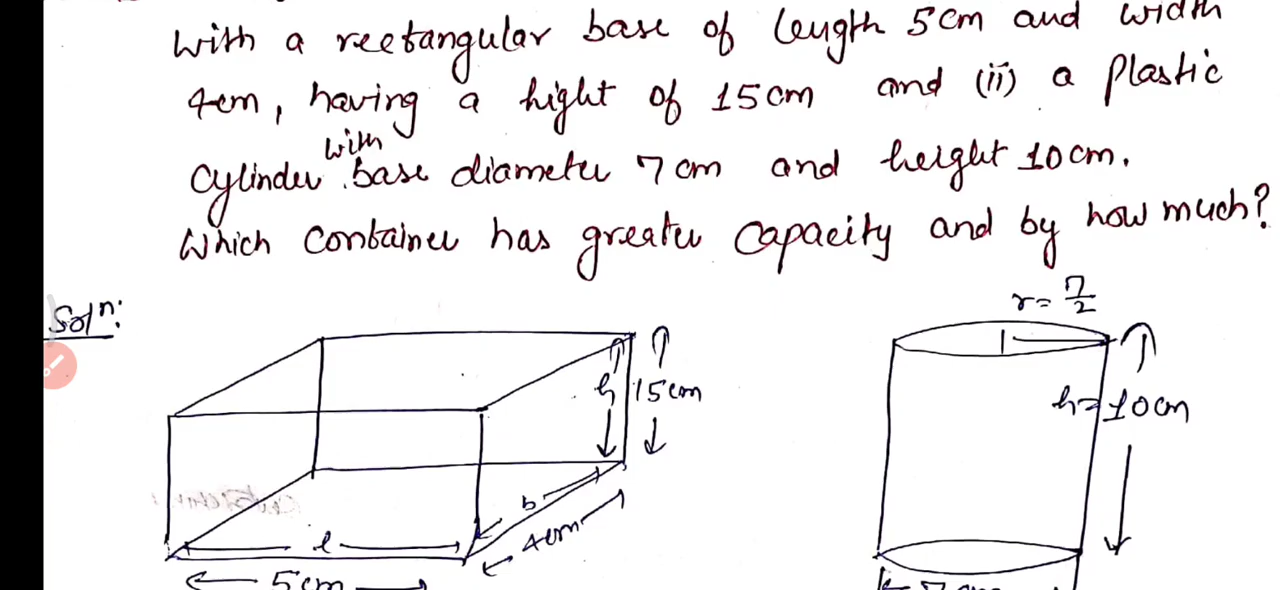 with a rectangular base of length 5cm and width
4cm, having a hight of 15cm and (ii) a plastic
cylinder with base diameter 7cm and height 10cm.
Which container has greater capacity and by how much?
Solⁿ:
r = 7/2
h 15cm
h = 10cm
b
4cm
l
5cm
7cm